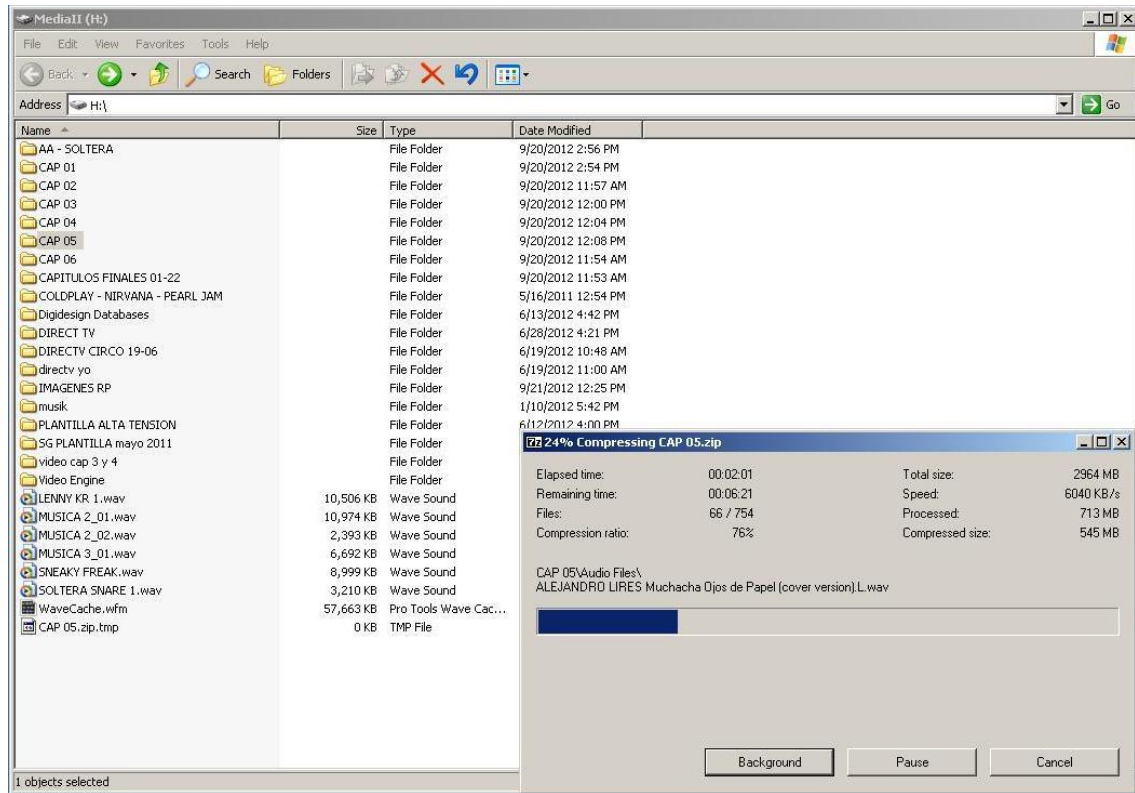 MediaII (H:)
File Edit View Favorites Tools Help
Back Search Folders
Address H:\ Go
Name Size Type Date Modified
AA - SOLTERA File Folder 9/20/2012 2:56 PM
CAP 01 File Folder 9/20/2012 2:54 PM
CAP 02 File Folder 9/20/2012 11:57 AM
CAP 03 File Folder 9/20/2012 12:00 PM
CAP 04 File Folder 9/20/2012 12:04 PM
CAP 05 File Folder 9/20/2012 12:08 PM
CAP 06 File Folder 9/20/2012 11:54 AM
CAPITULOS FINALES 01-22 File Folder 9/20/2012 11:53 AM
COLDPLAY - NIRVANA - PEARL JAM File Folder 5/16/2011 12:54 PM
Digidesign Databases File Folder 6/13/2012 4:42 PM
DIRECT TV File Folder 6/28/2012 4:21 PM
DIRECTV CIRCO 19-06 File Folder 6/19/2012 10:48 AM
directv yo File Folder 6/19/2012 11:00 AM
IMAGENES RP File Folder 9/21/2012 12:25 PM
musik File Folder 1/10/2012 5:42 PM
PLANTILLA ALTA TENSION File Folder 6/12/2012 4:00 PM
SG PLANTILLA mayo 2011 File Folder
video cap 3 y 4 File Folder
Video Engine File Folder
LENNY KR 1.wav 10,506 KB Wave Sound
MUSICA 2_01.wav 10,974 KB Wave Sound
MUSICA 2_02.wav 2,393 KB Wave Sound
MUSICA 3_01.wav 6,692 KB Wave Sound
SNEAKY FREAK.wav 8,999 KB Wave Sound
SOLTERA SNARE 1.wav 3,210 KB Wave Sound
WaveCache.wfm 57,663 KB Pro Tools Wave Cac...
CAP 05.zip.tmp 0 KB TMP File
1 objects selected
7z 24% Compressing CAP 05.zip
Elapsed time: 00:02:01 Total size: 2964 MB
Remaining time: 00:06:21 Speed: 6040 KB/s
Files: 66 / 754 Processed: 713 MB
Compression ratio: 76% Compressed size: 545 MB
CAP 05\Audio Files\
ALEJANDRO LIRES Muchacha Ojos de Papel (cover version).L.wav
Background Pause Cancel